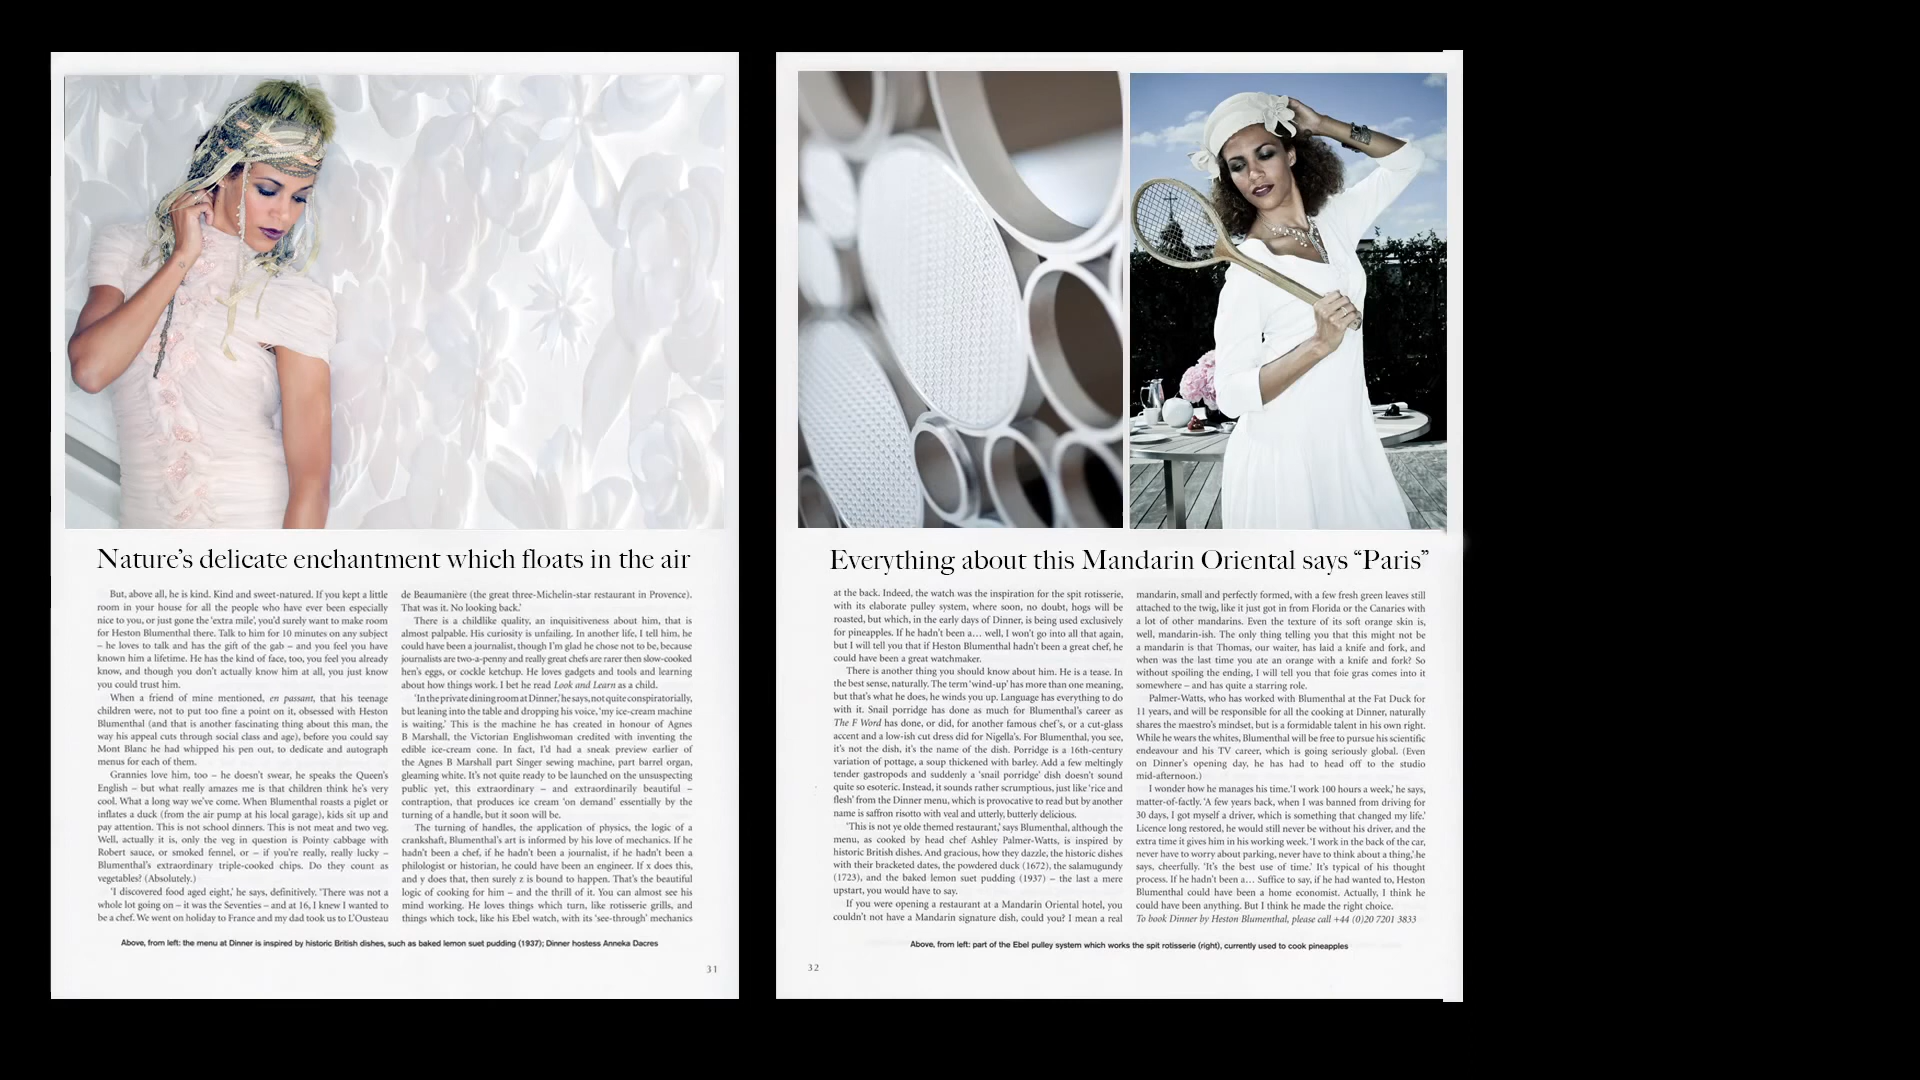 Nature’s delicate enchantment which floats in the air
But, above all, he is kind. Kind and sweet-natured. If you kept a little
room in your house for all the people who have ever been especially
nice to you, or just gone the ‘extra mile’, you’d surely want to make room
for Heston Blumenthal there. Talk to him for 10 minutes on any subject
– he loves to talk and has the gift of the gab – and you feel you have
known him a lifetime. He has the kind of face, too, you feel you already
know, and though you don’t actually know him at all, you just know
you could trust him.
When a friend of mine mentioned, en passant, that his teenage
children were, not to put too fine a point on it, obsessed with Heston
Blumenthal (and that is another fascinating thing about this man, the
way his appeal cuts through social class and age), before you could say
Mont Blanc he had whipped his pen out, to dedicate and autograph
menus for each of them.
Grannies love him, too – he doesn’t swear, he speaks the Queen’s
English – but what really amazes me is that children think he’s very
cool. What a long way we’ve come. When Blumenthal roasts a piglet or
inflates a duck (from the air pump at his local garage), kids sit up and
pay attention. This is not school dinners. This is not meat and two veg.
Well, actually it is, only the veg in question is Pointy cabbage with
Robert sauce, or smoked fennel, or – if you’re really, really lucky –
Blumenthal’s extraordinary triple-cooked chips. Do they count as
vegetables? (Absolutely.)
‘I discovered food aged eight,’ he says, definitively. ‘There was not a
whole lot going on – it was the Seventies – and at 16, I knew I wanted to
be a chef. We went on holiday to France and my dad took us to L’Ousteau
de Beaumanière (the great three-Michelin-star restaurant in Provence).
That was it. No looking back.’
There is a childlike quality, an inquisitiveness about him, that is
almost palpable. His curiosity is unfailing. In another life, I tell him, he
could have been a journalist, though I’m glad he chose not to be, because
journalists are two-a-penny and really great chefs are rarer then slow-cooked
hen’s eggs, or cockle ketchup. He loves gadgets and tools and learning
about how things work. I bet he read Look and Learn as a child.
‘In the private dining room at Dinner,’ he says, not quite conspiratorially,
but leaning into the table and dropping his voice, ‘my ice-cream machine
is waiting.’ This is the machine he has created in honour of Agnes
B Marshall, the Victorian Englishwoman credited with inventing the
edible ice-cream cone. In fact, I’d had a sneak preview earlier of
the Agnes B Marshall part Singer sewing machine, part barrel organ,
gleaming white. It’s not quite ready to be launched on the unsuspecting
public yet, this extraordinary – and extraordinarily beautiful –
contraption, that produces ice cream ‘on demand’ essentially by the
turning of a handle, but it soon will be.
The turning of handles, the application of physics, the logic of a
crankshaft, Blumenthal’s art is informed by his love of mechanics. If he
hadn’t been a chef, if he hadn’t been a journalist, if he hadn’t been a
philologist or historian, he could have been an engineer. If x does this,
and y does that, then surely z is bound to happen. That’s the beautiful
logic of cooking for him – and the thrill of it. You can almost see his
mind working. He loves things which turn, like rotisserie grills, and
things which tock, like his Ebel watch, with its ‘see-through’ mechanics
Above, from left: the menu at Dinner is inspired by historic British dishes, such as baked lemon suet pudding (1937); Dinner hostess Anneka Dacres
31
Everything about this Mandarin Oriental says “Paris”
at the back. Indeed, the watch was the inspiration for the spit rotisserie,
with its elaborate pulley system, where soon, no doubt, hogs will be
roasted, but which, in the early days of Dinner, is being used exclusively
for pineapples. If he hadn’t been a… well, I won’t go into all that again,
but I will tell you that if Heston Blumenthal hadn’t been a great chef, he
could have been a great watchmaker.
There is another thing you should know about him. He is a tease. In
the best sense, naturally. The term ‘wind-up’ has more than one meaning,
but that’s what he does, he winds you up. Language has everything to do
with it. Snail porridge has done as much for Blumenthal’s career as
The F Word has done, or did, for another famous chef’s, or a cut-glass
accent and a low-ish cut dress did for Nigella’s. For Blumenthal, you see,
it’s not the dish, it’s the name of the dish. Porridge is a 16th-century
variation of pottage, a soup thickened with barley. Add a few meltingly
tender gastropods and suddenly a ‘snail porridge’ dish doesn’t sound
quite so esoteric. Instead, it sounds rather scrumptious, just like ‘rice and
flesh’ from the Dinner menu, which is provocative to read but by another
name is saffron risotto with veal and utterly, butterly delicious.
‘This is not ye olde themed restaurant,’ says Blumenthal, although the
menu, as cooked by head chef Ashley Palmer-Watts, is inspired by
historic British dishes. And gracious, how they dazzle, the historic dishes
with their bracketed dates, the powdered duck (1672), the salamugundy
(1723), and the baked lemon suet pudding (1937) – the last a mere
upstart, you would have to say.
If you were opening a restaurant at a Mandarin Oriental hotel, you
couldn’t not have a Mandarin signature dish, could you? I mean a real
mandarin, small and perfectly formed, with a few fresh green leaves still
attached to the twig, like it just got in from Florida or the Canaries with
a lot of other mandarins. Even the texture of its soft orange skin is,
well, mandarin-ish. The only thing telling you that this might not be
a mandarin is that Thomas, our waiter, has laid a knife and fork, and
when was the last time you ate an orange with a knife and fork? So
without spoiling the ending, I will tell you that foie gras comes into it
somewhere – and has quite a starring role.
Palmer-Watts, who has worked with Blumenthal at the Fat Duck for
11 years, and will be responsible for all the cooking at Dinner, naturally
shares the maestro’s mindset, but is a formidable talent in his own right.
While he wears the whites, Blumenthal will be free to pursue his scientific
endeavour and his TV career, which is going seriously global. (Even
on Dinner’s opening day, he has had to head off to the studio
mid-afternoon.)
I wonder how he manages his time. ‘I work 100 hours a week,’ he says,
matter-of-factly. ‘A few years back, when I was banned from driving for
30 days, I got myself a driver, which is something that changed my life.’
Licence long restored, he would still never be without his driver, and the
extra time it gives him in his working week. ‘I work in the back of the car,
never have to worry about parking, never have to think about a thing,’ he
says, cheerfully. ‘It’s the best use of time.’ It’s typical of his thought
process. If he hadn’t been a… Suffice to say, if he had wanted to, Heston
Blumenthal could have been a home economist. Actually, I think he
could have been anything. But I think he made the right choice.
To book Dinner by Heston Blumenthal, please call +44 (0)20 7201 3833
Above, from left: part of the Ebel pulley system which works the spit rotisserie (right), currently used to cook pineapples
32